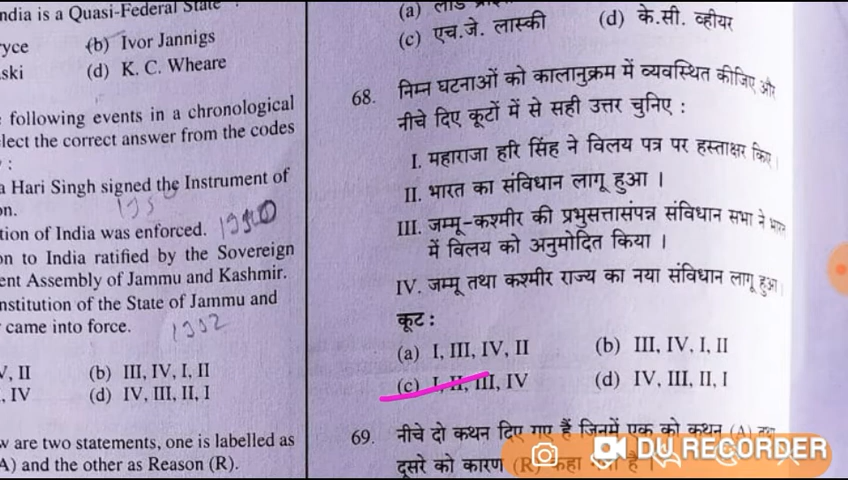 ndia is a Quasi-Federal State
ryce
(b) Ivor Jannigs
ski
(d) K. C. Wheare
following events in a chronological
lect the correct answer from the codes
:
a Hari Singh signed the Instrument of
on.
tion of India was enforced.
on to India ratified by the Sovereign
ent Assembly of Jammu and Kashmir.
nstitution of the State of Jammu and
came into force.
1952
V, II
(b) III, IV, I, II
, IV
(d) IV, III, II, I
w are two statements, one is labelled as
A) and the other as Reason (R).
(a) लॉर्ड
(c) एच.जे. लास्की
(d) के.सी. व्हीयर
68. निम्न घटनाओं को कालानुक्रम में व्यवस्थित कीजिए और
नीचे दिए कूटों में से सही उत्तर चुनिए :
I. महाराजा हरि सिंह ने विलय पत्र पर हस्ताक्षर किए।
II. भारत का संविधान लागू हुआ ।
III. जम्मू-कश्मीर की प्रभुसत्तासंपन्न संविधान सभा ने भारत
में विलय को अनुमोदित किया ।
IV. जम्मू तथा कश्मीर राज्य का नया संविधान लागू हुआ।
कूट :
(a) I, III, IV, II
(b) III, IV, I, II
(c) I, II, III, IV
(d) IV, III, II, I
69. नीचे दो कथन दिए गए हैं जिनमें एक को कथन (A) तथा
दूसरे को कारण (R) कहा गया है ।
DU RECORDER